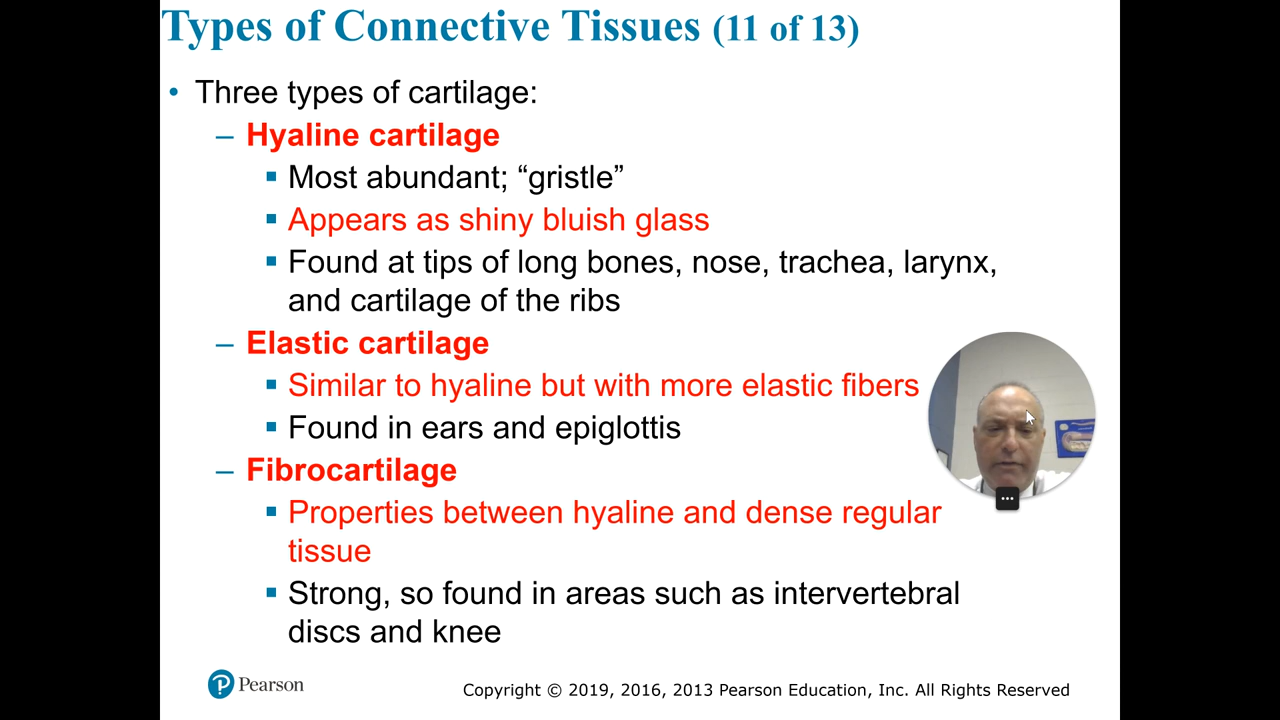 Types of Connective Tissues (11 of 13)
• Three types of cartilage:
– Hyaline cartilage
▪ Most abundant; “gristle”
▪ Appears as shiny bluish glass
▪ Found at tips of long bones, nose, trachea, larynx,
and cartilage of the ribs
– Elastic cartilage
▪ Similar to hyaline but with more elastic fibers
▪ Found in ears and epiglottis
– Fibrocartilage
▪ Properties between hyaline and dense regular
tissue
▪ Strong, so found in areas such as intervertebral
discs and knee
P Pearson
Copyright © 2019, 2016, 2013 Pearson Education, Inc. All Rights Reserved